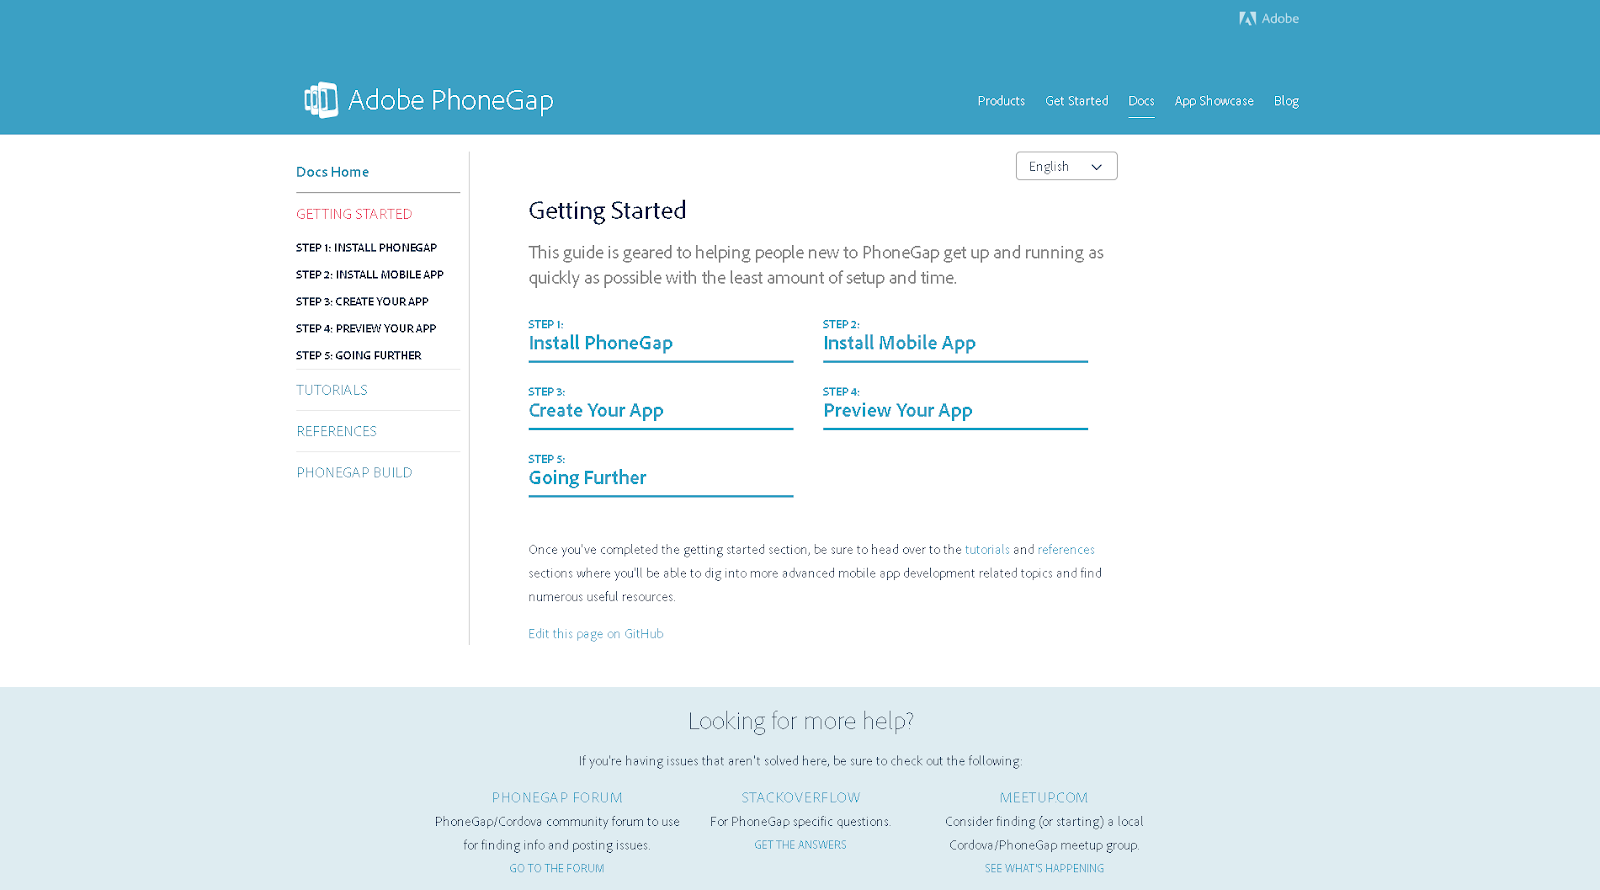 Adobe
Adobe PhoneGap
Products Get Started Docs App Showcase Blog
Docs Home
GETTING STARTED
STEP 1: INSTALL PHONEGAP
STEP 2: INSTALL MOBILE APP
STEP 3: CREATE YOUR APP
STEP 4: PREVIEW YOUR APP
STEP 5: GOING FURTHER
TUTORIALS
REFERENCES
PHONEGAP BUILD
English
Getting Started
This guide is geared to helping people new to PhoneGap get up and running as
quickly as possible with the least amount of setup and time.
STEP 1:
Install PhoneGap
STEP 2:
Install Mobile App
STEP 3:
Create Your App
STEP 4:
Preview Your App
STEP 5:
Going Further
Once you've completed the getting started section, be sure to head over to the tutorials and references
sections where you'll be able to dig into more advanced mobile app development related topics and find
numerous useful resources.
Edit this page on GitHub
Looking for more help?
If you're having issues that aren't solved here, be sure to check out the following:
PHONEGAP FORUM
PhoneGap/Cordova community forum to use
for finding info and posting issues.
GO TO THE FORUM
STACKOVERFLOW
For PhoneGap specific questions.
GET THE ANSWERS
MEETUP.COM
Consider finding (or starting) a local
Cordova/PhoneGap meetup group.
SEE WHAT'S HAPPENING